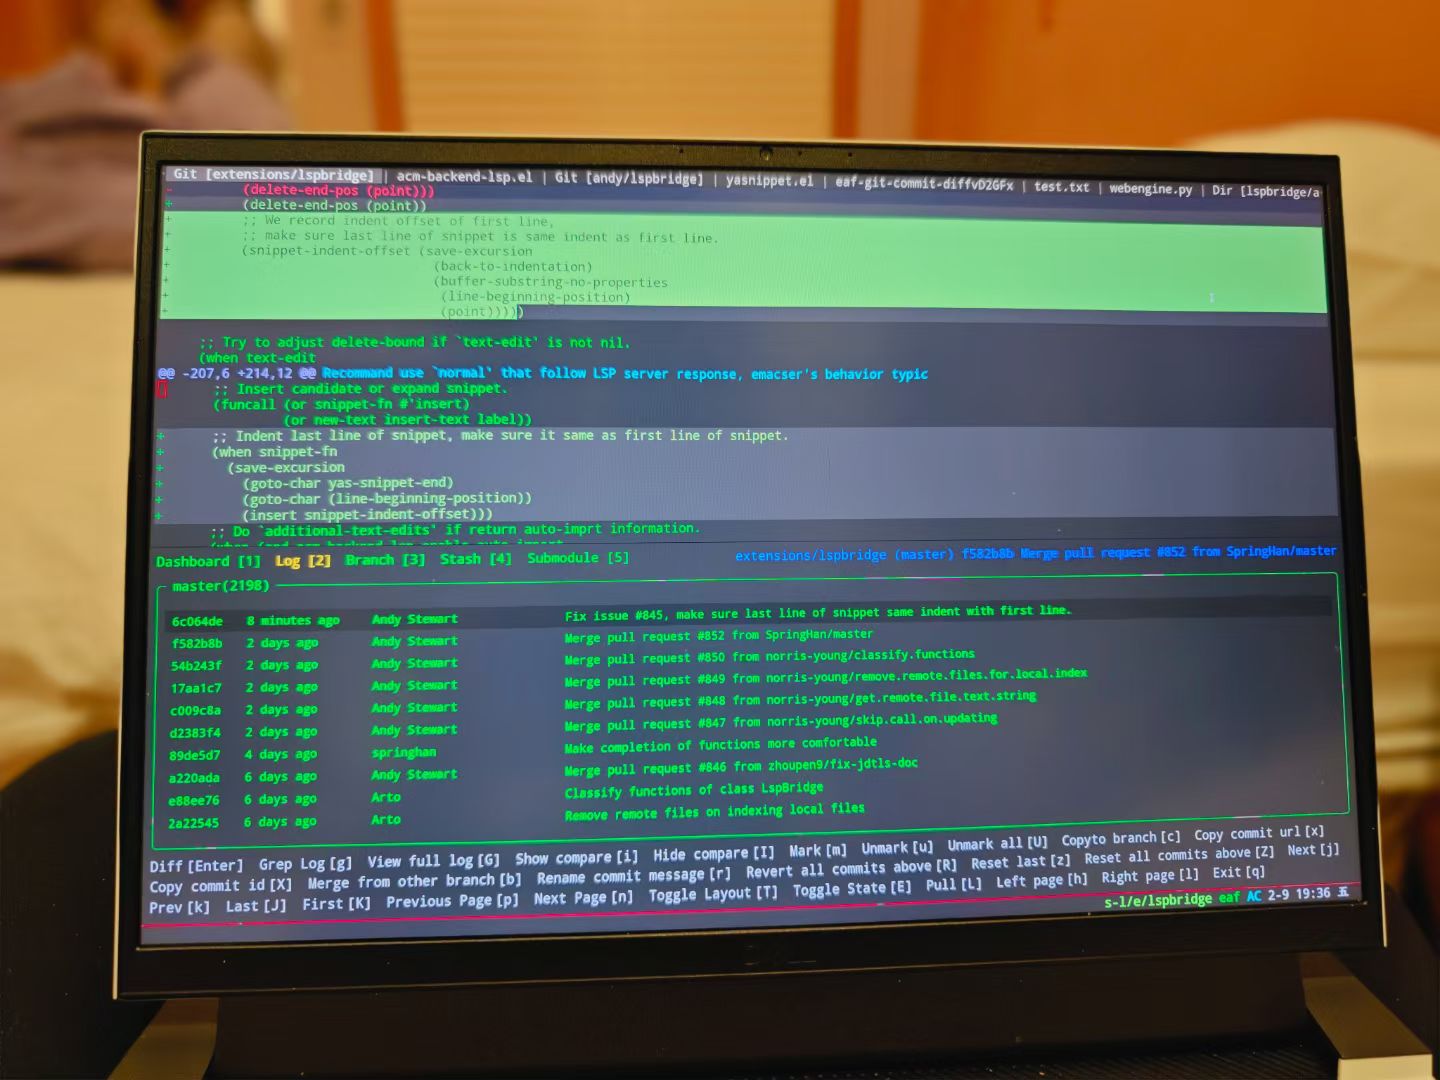 Git [extensions/lspbridge] | acm-backend-lsp.el | Git [andy/lspbridge] | yasnippet.el | eaf-git-commit-diffvD2GFx | test.txt | webengine.py | Dir [lspbridge/a
- (delete-end-pos (point)))
+ (delete-end-pos (point))
+ ;; We record indent offset of first line,
+ ;; make sure last line of snippet is same indent as first line.
+ (snippet-indent-offset (save-excursion
+ (back-to-indentation)
+ (buffer-substring-no-properties
+ (line-beginning-position)
+ (point)))))
;; Try to adjust delete-bound if `text-edit' is not nil.
(when text-edit
@@ -207,6 +214,12 @@ Recommand use `normal' that follow LSP server response, emacser's behavior typic
;; Insert candidate or expand snippet.
(funcall (or snippet-fn #'insert)
(or new-text insert-text label))
+ ;; Indent last line of snippet, make sure it same as first line of snippet.
+ (when snippet-fn
+ (save-excursion
+ (goto-char yas-snippet-end)
+ (goto-char (line-beginning-position))
+ (insert snippet-indent-offset)))
;; Do `additional-text-edits' if return auto-imprt information.
Dashboard [1] Log [2] Branch [3] Stash [4] Submodule [5] extensions/lspbridge (master) f582b8b Merge pull request #852 from SpringHan/master
master(2198)
6c064de 8 minutes ago Andy Stewart Fix issue #845, make sure last line of snippet same indent with first line.
f582b8b 2 days ago Andy Stewart Merge pull request #852 from SpringHan/master
54b243f 2 days ago Andy Stewart Merge pull request #850 from norris-young/classify.functions
17aa1c7 2 days ago Andy Stewart Merge pull request #849 from norris-young/remove.remote.files.for.local.index
c009c8a 2 days ago Andy Stewart Merge pull request #848 from norris-young/get.remote.file.text.string
d2383f4 2 days ago Andy Stewart Merge pull request #847 from norris-young/skip.call.on.updating
89de5d7 4 days ago springhan Make completion of functions more comfortable
a220ada 6 days ago Andy Stewart Merge pull request #846 from zhoupen9/fix-jdtls-doc
e88ee76 6 days ago Arto Classify functions of class LspBridge
2a22545 6 days ago Arto Remove remote files on indexing local files
Diff [Enter] Grep Log [g] View full log [G] Show compare [i] Hide compare [I] Mark [m] Unmark [u] Unmark all [U] Copyto branch [c] Copy commit url [x]
Copy commit id [X] Merge from other branch [b] Rename commit message [r] Revert all commits above [R] Reset last [z] Reset all commits above [Z] Next [j]
Prev [k] Last [J] First [K] Previous Page [p] Next Page [n] Toggle Layout [T] Toggle State [E] Pull [L] Left page [h] Right page [l] Exit [q]
s-l/e/lspbridge eaf AC 2-9 19:36 五